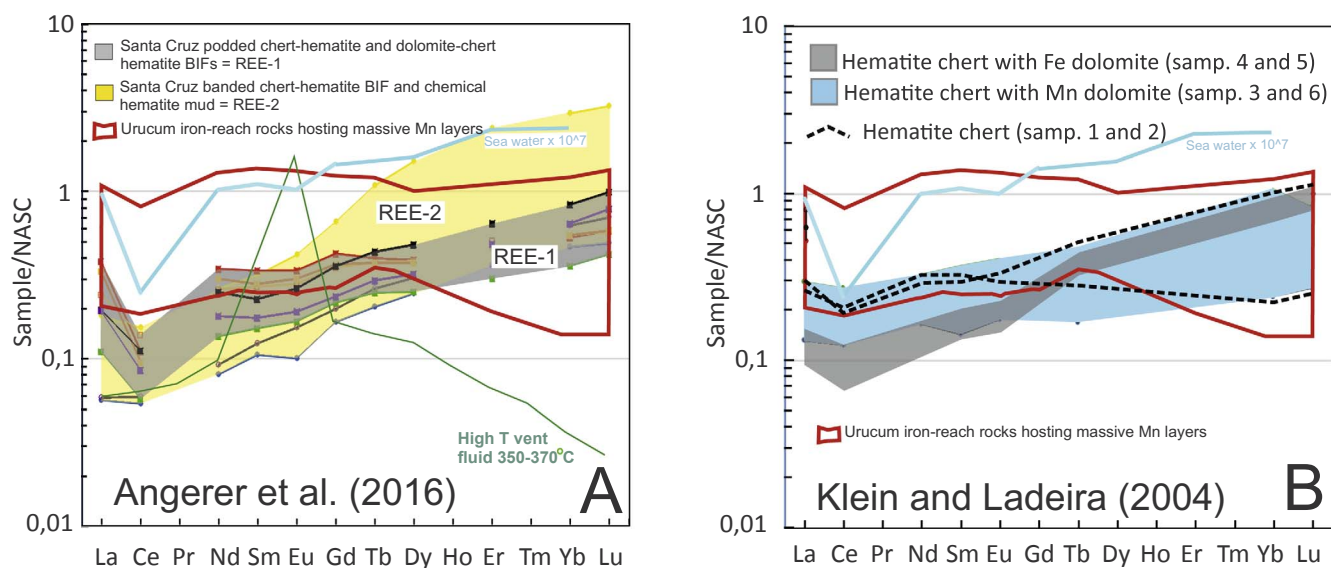 10
1
0,1
0,01
Sample/NASC
Santa Cruz podded chert-hematite and dolomite-chert
hematite BIFs = REE-1
Santa Cruz banded chert-hematite BIF and chemical
hematite mud = REE-2
Urucum iron-reach rocks hosting massive Mn layers
Sea water x 10^7
REE-2
REE-1
High T vent
fluid 350-370°C
Angerer et al. (2016)
A
La Ce Pr Nd Sm Eu Gd Tb Dy Ho Er Tm Yb Lu
10
1
0,1
0,01
Sample/NASC
Hematite chert with Fe dolomite (samp. 4 and 5)
Hematite chert with Mn dolomite (samp. 3 and 6)
Hematite chert (samp. 1 and 2)
Sea water x 10^7
Urucum iron-reach rocks hosting massive Mn layers
Klein and Ladeira (2004)
B
La Ce Pr Nd Sm Eu Gd Tb Dy Ho Er Tm Yb Lu